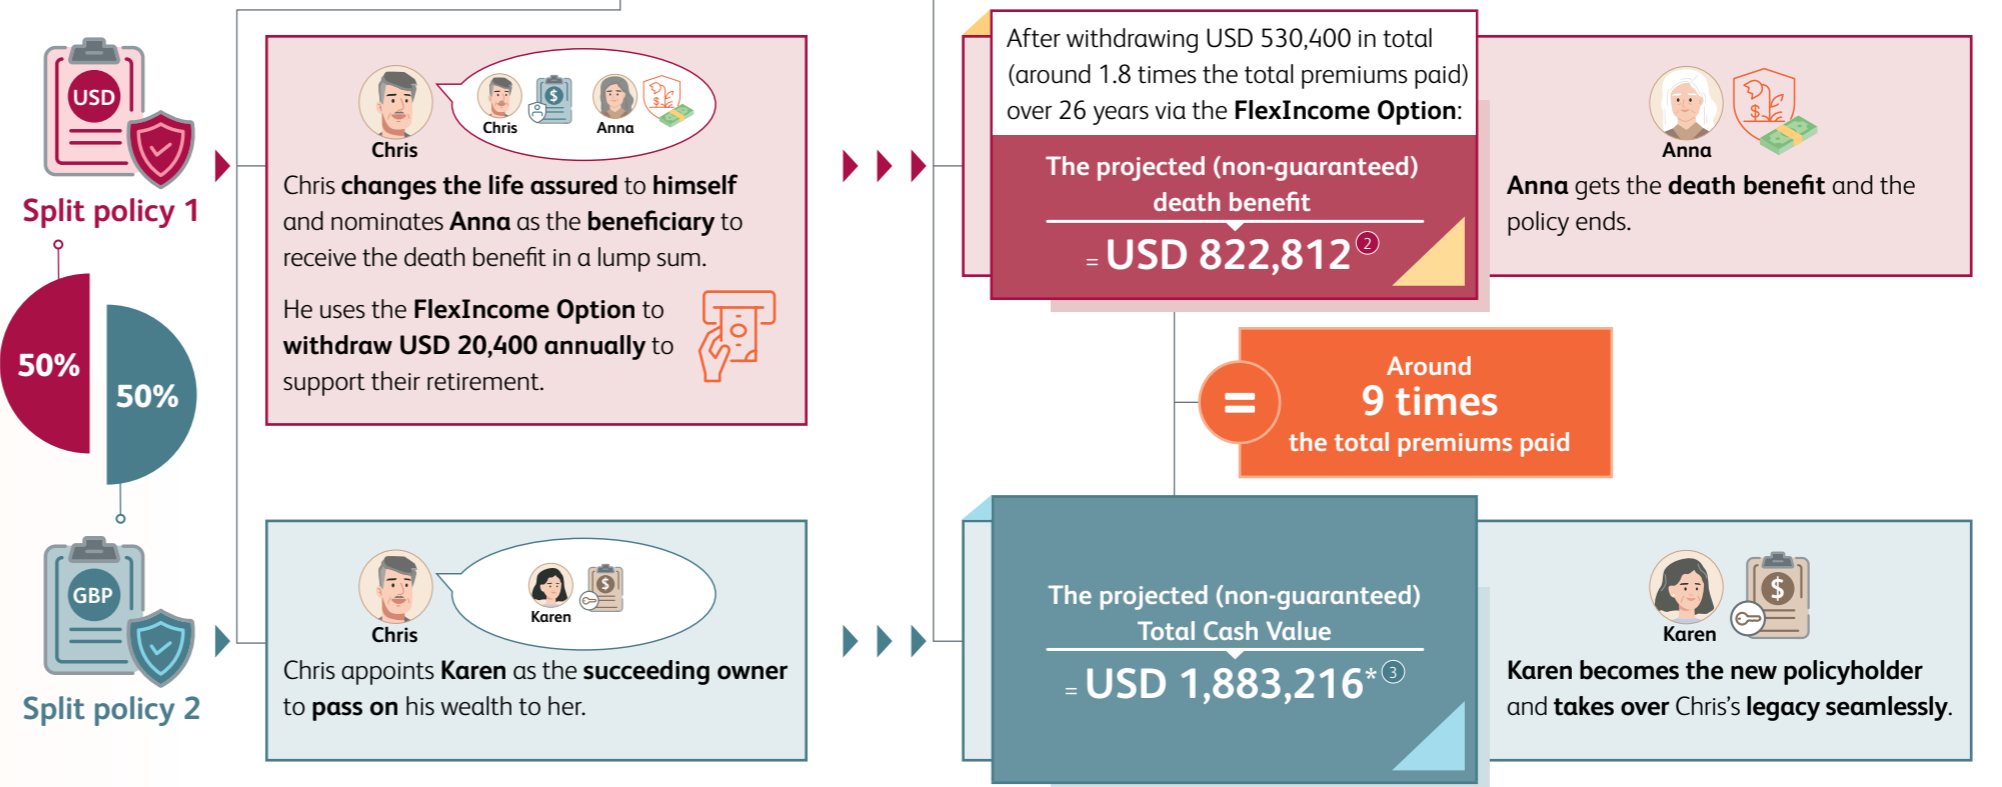 USD
Split policy 1
50%
50%
GBP
Split policy 2
Chris
Chris
$
Anna
$
Chris changes the life assured to himself
and nominates Anna as the beneficiary to
receive the death benefit in a lump sum.
He uses the FlexIncome Option to
withdraw USD 20,400 annually to
support their retirement.
After withdrawing USD 530,400 in total
(around 1.8 times the total premiums paid)
over 26 years via the FlexIncome Option:
The projected (non-guaranteed)
death benefit
= USD 822,812②
$
Anna
Anna gets the death benefit and the
policy ends.
=
Around
9 times
the total premiums paid
Chris
Karen
$
Chris appoints Karen as the succeeding owner
to pass on his wealth to her.
The projected (non-guaranteed)
Total Cash Value
= USD 1,883,216*③
Karen
$
Karen becomes the new policyholder
and takes over Chris’s legacy seamlessly.